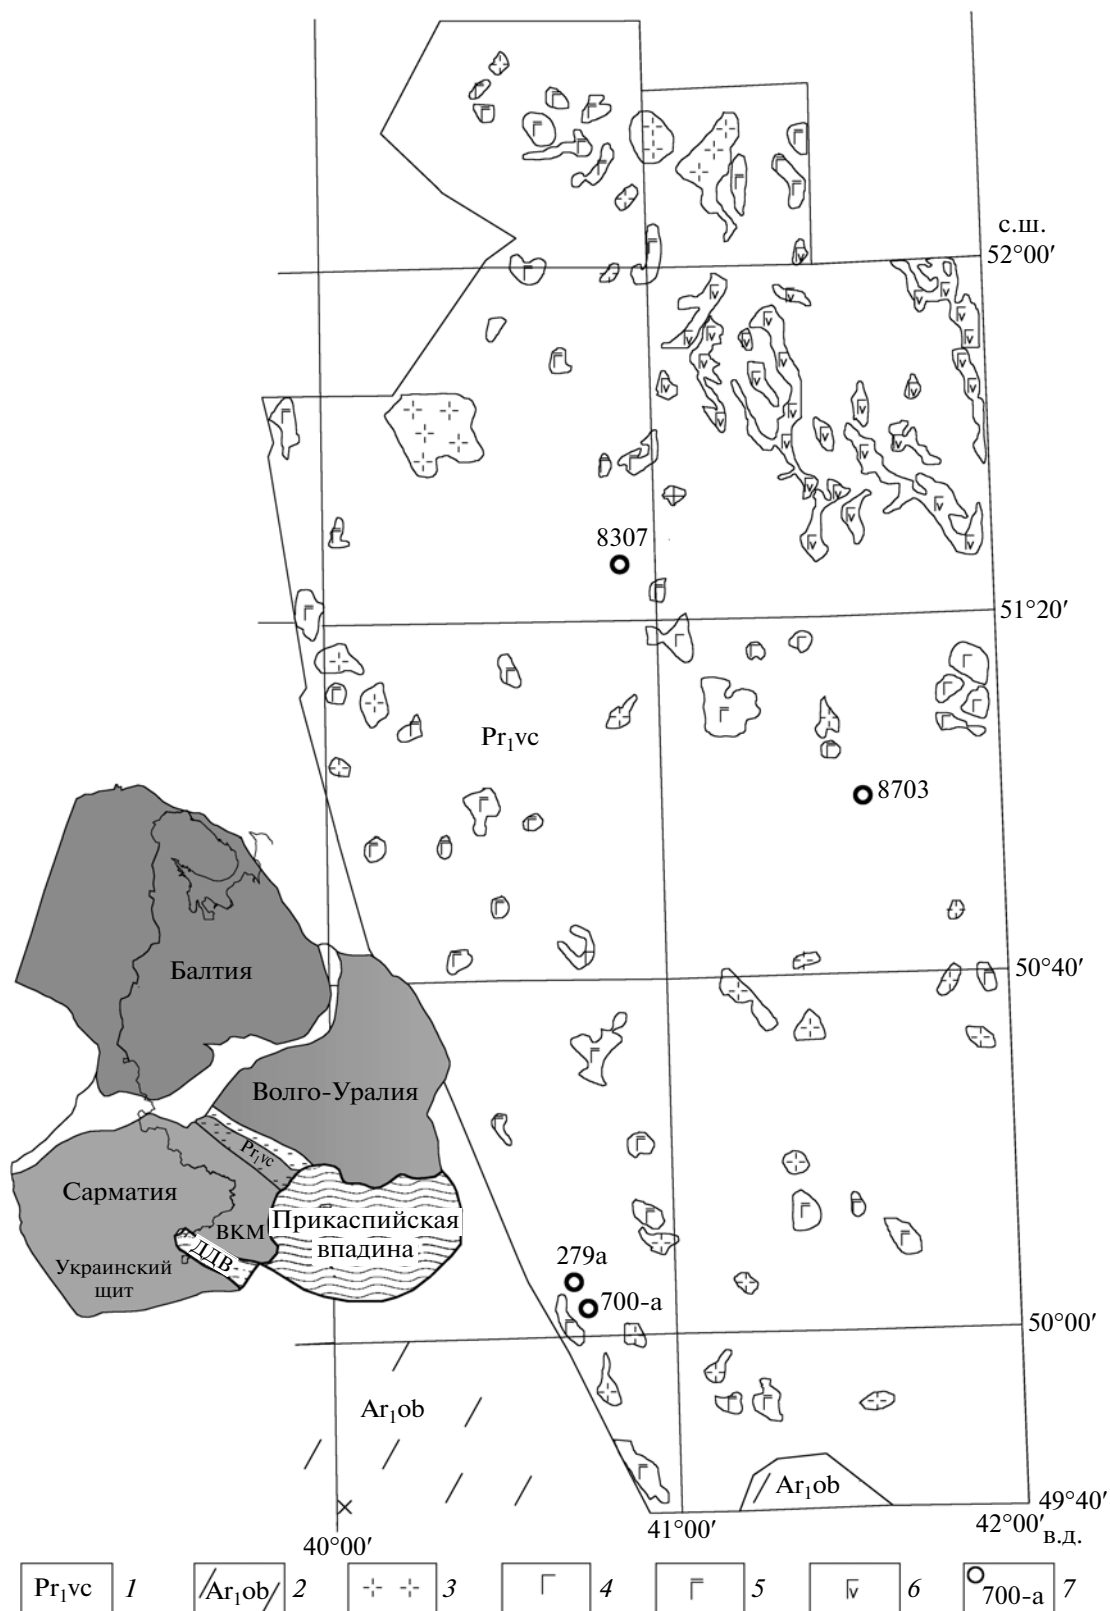 с.ш.
52°00′
8307
51°20′
Pr₁vc
8703
Балтия
50°40′
Волго-Уралия
Pr₁vc
Сарматия
ВКМ
Прикаспийская
впадина
ДДВ
Украинский
щит
279а
700-а
50°00′
Ar₁ob
Ar₁ob
49°40′
40°00′
41°00′
42°00′
в.д.
Pr₁vc 1
Ar₁ob 2
3
4
5
v 6
700-а 7